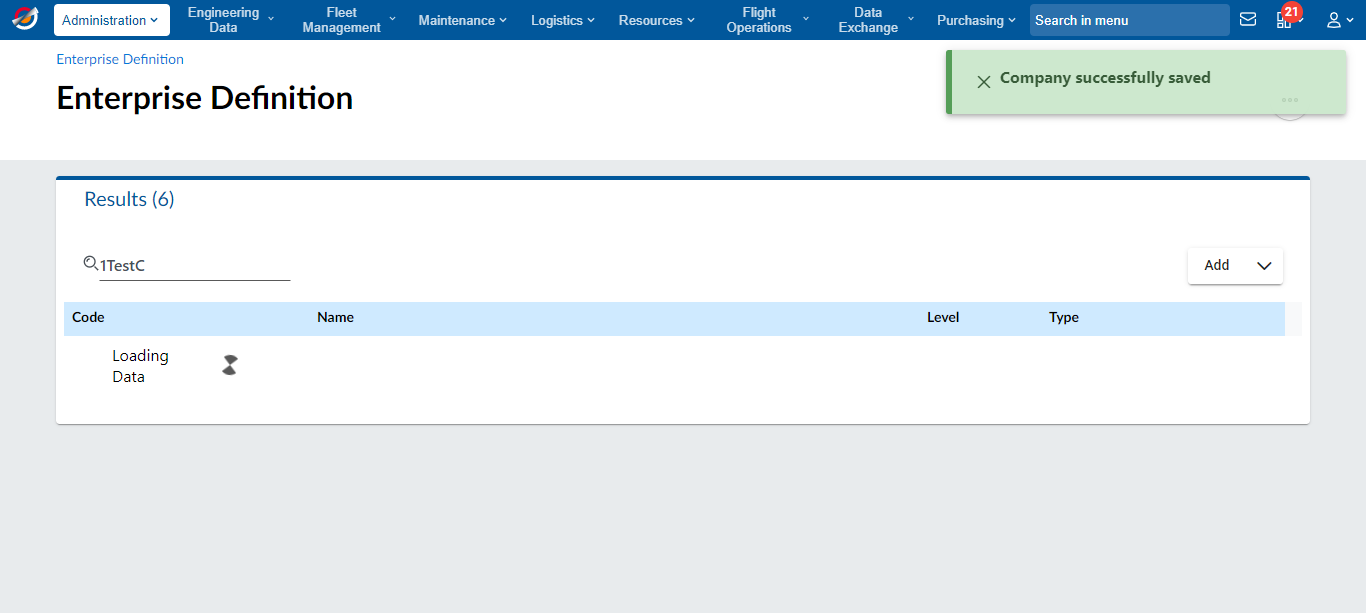 Administration
Engineering
Data
Fleet
Management
Maintenance
Logistics
Resources
Flight
Operations
Data
Exchange
Purchasing
Search in menu
21
Enterprise Definition
Enterprise Definition
Company successfully saved
Results (6)
1TestC
Add
Code Name Level Type
Loading
Data